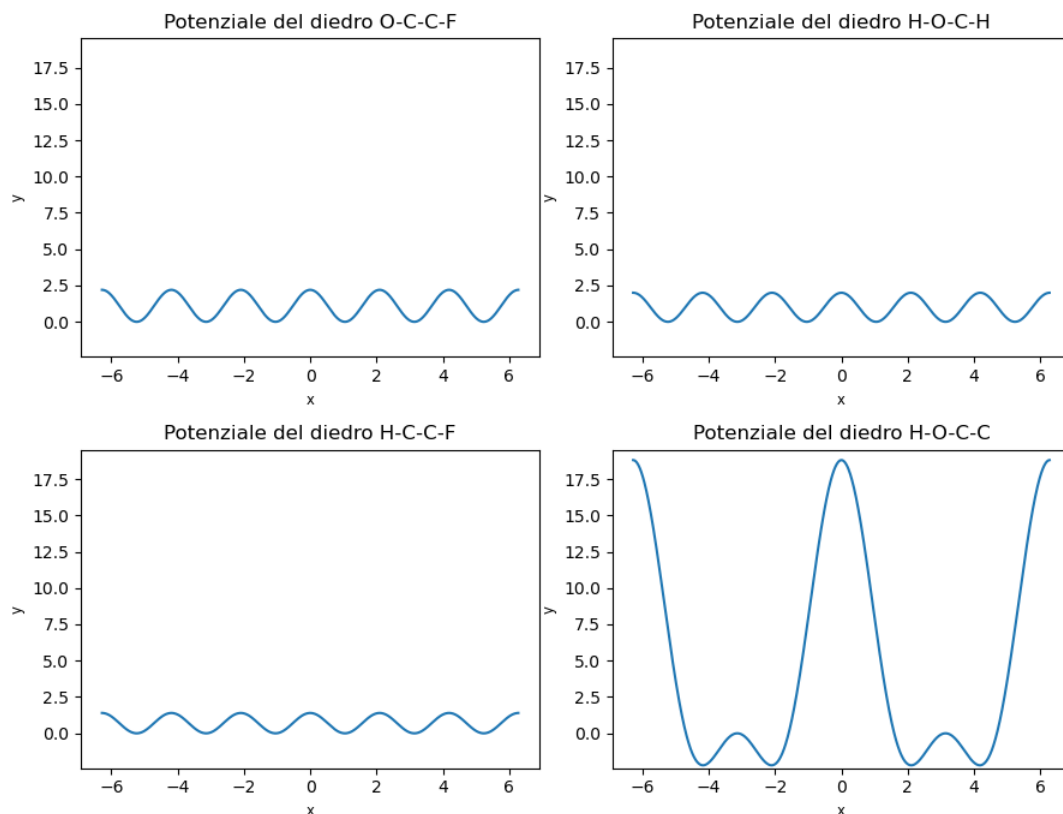 Potenziale del diedro O-C-C-F
17.5
15.0
12.5
10.0
7.5
5.0
2.5
0.0
y
−6 −4 −2 0 2 4 6
x
Potenziale del diedro H-O-C-H
17.5
15.0
12.5
10.0
7.5
5.0
2.5
0.0
y
−6 −4 −2 0 2 4 6
x
Potenziale del diedro H-C-C-F
17.5
15.0
12.5
10.0
7.5
5.0
2.5
0.0
y
−6 −4 −2 0 2 4 6
x
Potenziale del diedro H-O-C-C
17.5
15.0
12.5
10.0
7.5
5.0
2.5
0.0
y
−6 −4 −2 0 2 4 6
x